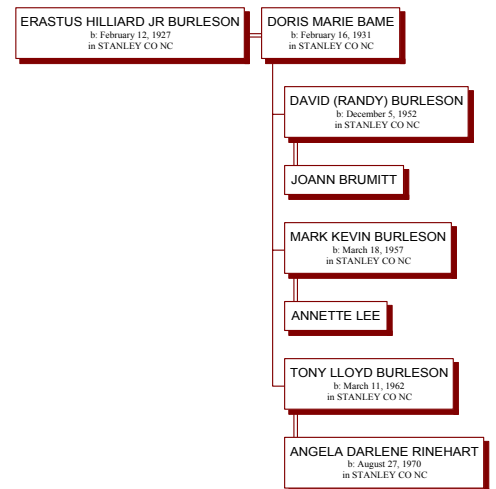 ERASTUS HILLIARD JR BURLESON
b: February 12, 1927
in STANLEY CO NC
DORIS MARIE BAME
b: February 16, 1931
in STANLEY CO NC
DAVID (RANDY) BURLESON
b: December 5, 1952
in STANLEY CO NC
JOANN BRUMITT
MARK KEVIN BURLESON
b: March 18, 1957
in STANLEY CO NC
ANNETTE LEE
TONY LLOYD BURLESON
b: March 11, 1962
in STANLEY CO NC
ANGELA DARLENE RINEHART
b: August 27, 1970
in STANLEY CO NC